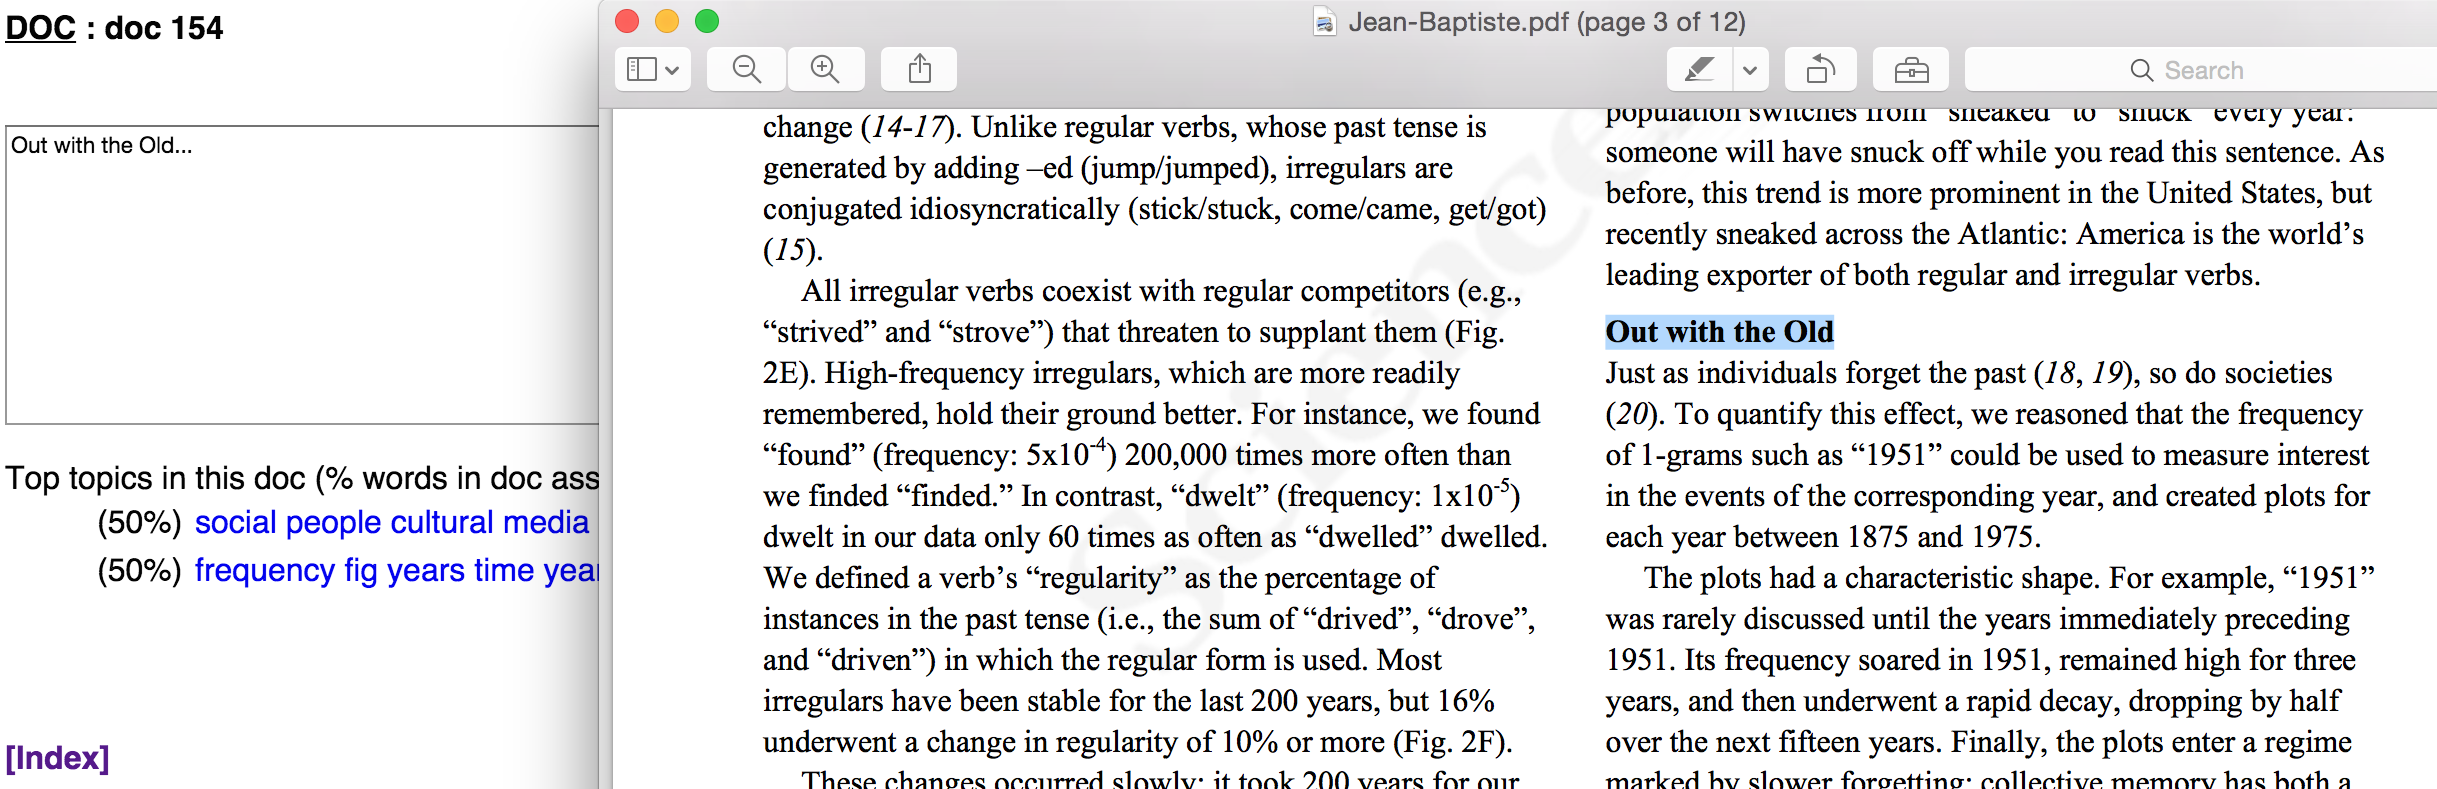 DOC : doc 154
Out with the Old...
Top topics in this doc (% words in doc ass
(50%) social people cultural media
(50%) frequency fig years time year
[Index]
Jean-Baptiste.pdf (page 3 of 12)
Search
change (14-17). Unlike regular verbs, whose past tense is
generated by adding –ed (jump/jumped), irregulars are
conjugated idiosyncratically (stick/stuck, come/came, get/got)
(15).
All irregular verbs coexist with regular competitors (e.g.,
“strived” and “strove”) that threaten to supplant them (Fig.
2E). High-frequency irregulars, which are more readily
remembered, hold their ground better. For instance, we found
“found” (frequency: 5x10⁻⁴) 200,000 times more often than
we finded “finded.” In contrast, “dwelt” (frequency: 1x10⁻⁵)
dwelt in our data only 60 times as often as “dwelled” dwelled.
We defined a verb’s “regularity” as the percentage of
instances in the past tense (i.e., the sum of “drived”, “drove”,
and “driven”) in which the regular form is used. Most
irregulars have been stable for the last 200 years, but 16%
underwent a change in regularity of 10% or more (Fig. 2F).
These changes occurred slowly: it took 200 years for our
population switches from “sneaked” to “snuck” every year:
someone will have snuck off while you read this sentence. As
before, this trend is more prominent in the United States, but
recently sneaked across the Atlantic: America is the world’s
leading exporter of both regular and irregular verbs.
Out with the Old
Just as individuals forget the past (18, 19), so do societies
(20). To quantify this effect, we reasoned that the frequency
of 1-grams such as “1951” could be used to measure interest
in the events of the corresponding year, and created plots for
each year between 1875 and 1975.
The plots had a characteristic shape. For example, “1951”
was rarely discussed until the years immediately preceding
1951. Its frequency soared in 1951, remained high for three
years, and then underwent a rapid decay, dropping by half
over the next fifteen years. Finally, the plots enter a regime
marked by slower forgetting: collective memory has both a
Science